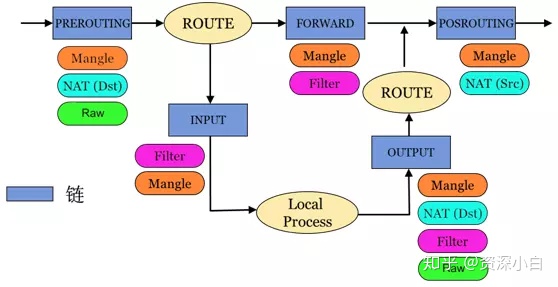 PREROUTING
ROUTE
FORWARD
POSROUTING
Mangle
NAT (Dst)
Raw
Mangle
Filter
Mangle
NAT (Src)
ROUTE
INPUT
OUTPUT
Filter
Mangle
链
Local
Process
Mangle
NAT (Dst)
Filter
Raw
知乎 @资深小白